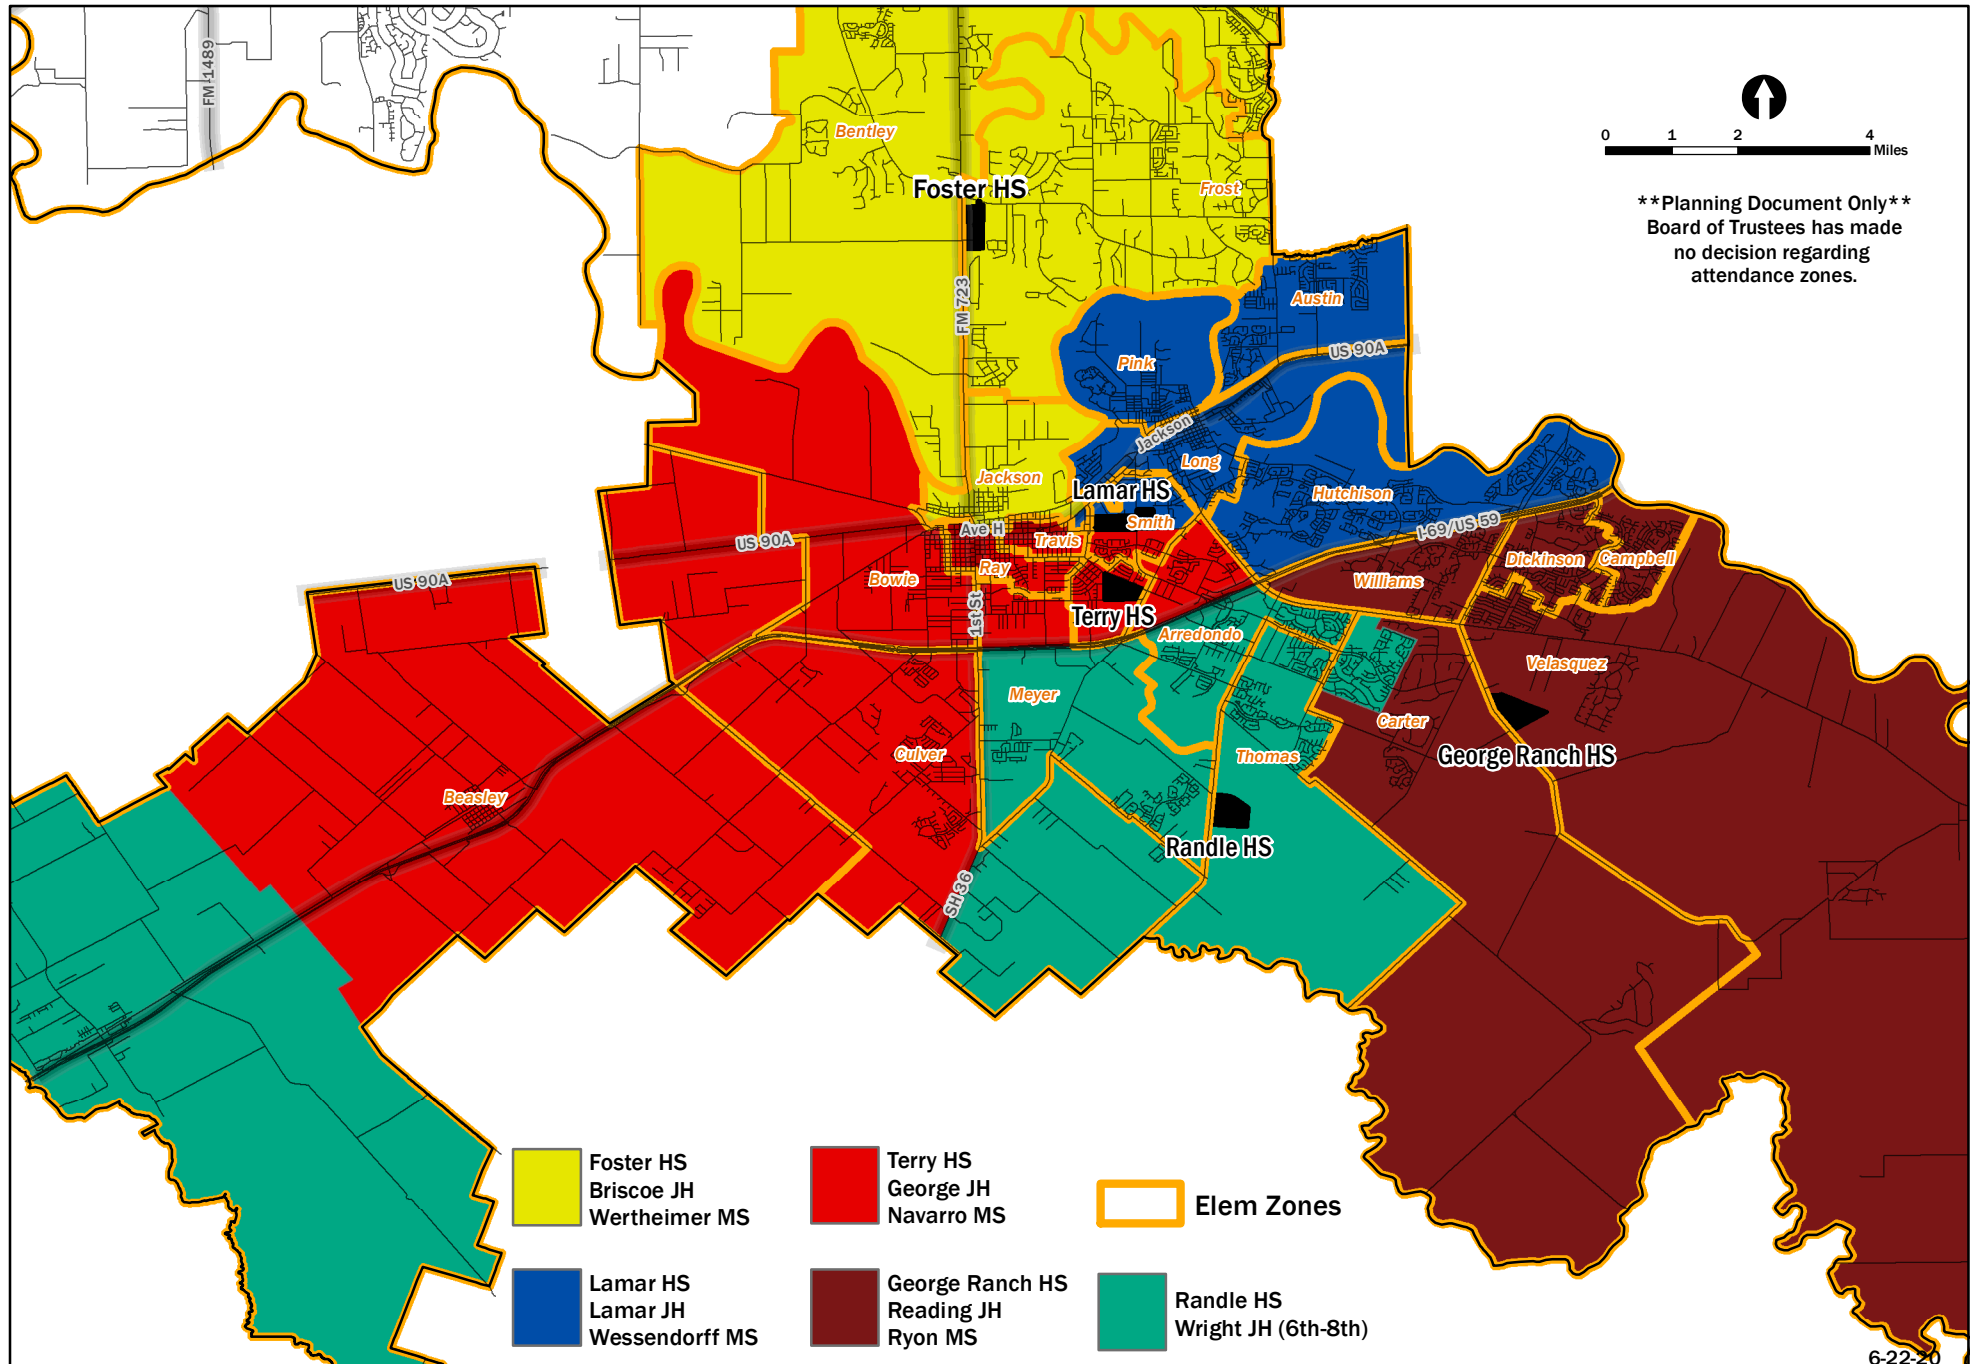 FM 1489
0 1 2 4
Miles
**Planning Document Only**
Board of Trustees has made
no decision regarding
attendance zones.
Bentley
Foster HS
Frost
FM 723
Austin
US 90A
Pink
Jackson
Long
Jackson
Lamar HS
Hutchison
Smith
Ave H
Travis
I-69/US 59
US 90A
Dickinson
Campbell
Ray
Bowie
Williams
US 90A
1st St
Terry HS
Arredondo
Velasquez
Meyer
Carter
Culver
Thomas
George Ranch HS
Beasley
Randle HS
SH 36
Foster HS
Briscoe JH
Wertheimer MS
Terry HS
George JH
Navarro MS
Elem Zones
Lamar HS
Lamar JH
Wessendorff MS
George Ranch HS
Reading JH
Ryon MS
Randle HS
Wright JH (6th-8th)
6-22-20